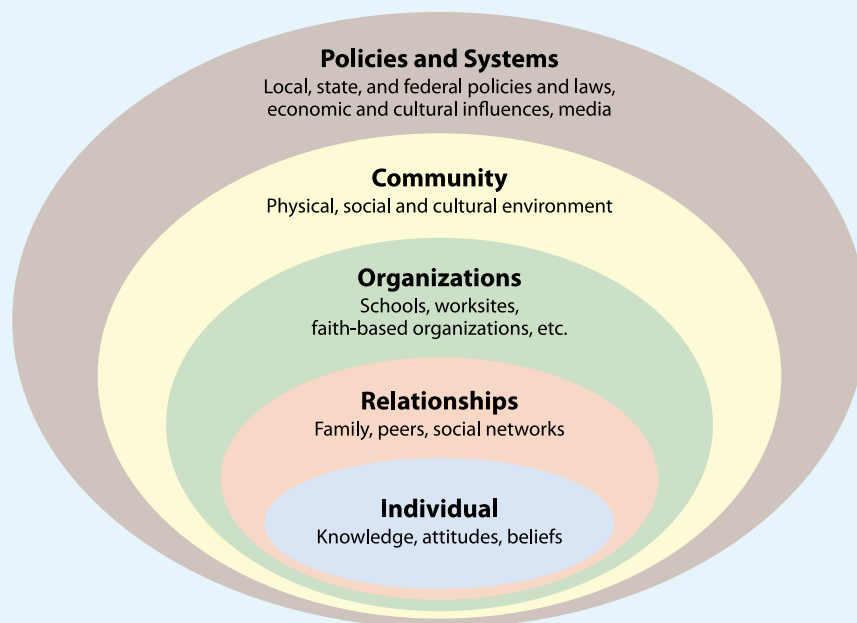 Policies and Systems
Local, state, and federal policies and laws,
economic and cultural influences, media
Community
Physical, social and cultural environment
Organizations
Schools, worksites,
faith-based organizations, etc.
Relationships
Family, peers, social networks
Individual
Knowledge, attitudes, beliefs